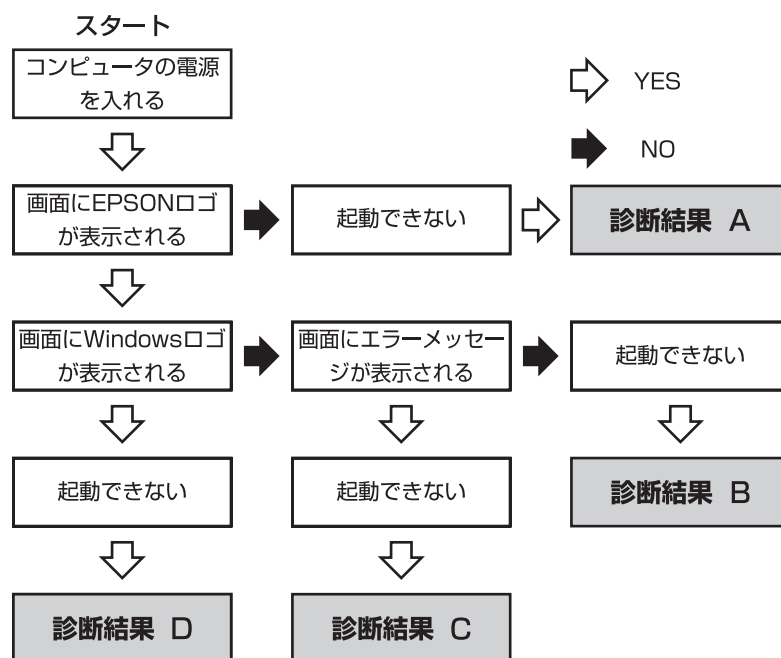 スタート
コンピュータの電源
を入れる
YES
NO
画面にEPSONロゴ
が表示される
起動できない
診断結果 A
画面にWindowsロゴ
が表示される
画面にエラーメッセー
ジが表示される
起動できない
起動できない
起動できない
診断結果 B
診断結果 D
診断結果 C